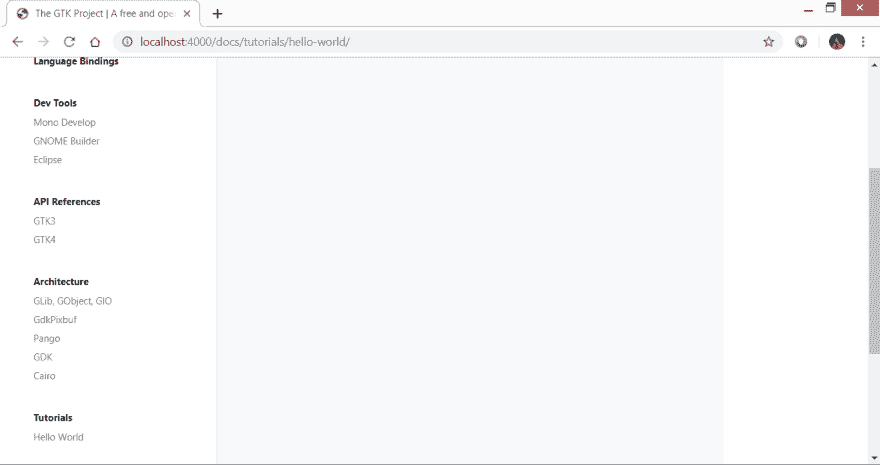 The GTK Project | A free and ope
localhost:4000/docs/tutorials/hello-world/
Language Bindings
Dev Tools
Mono Develop
GNOME Builder
Eclipse
API References
GTK3
GTK4
Architecture
GLib, GObject, GIO
GdkPixbuf
Pango
GDK
Cairo
Tutorials
Hello World